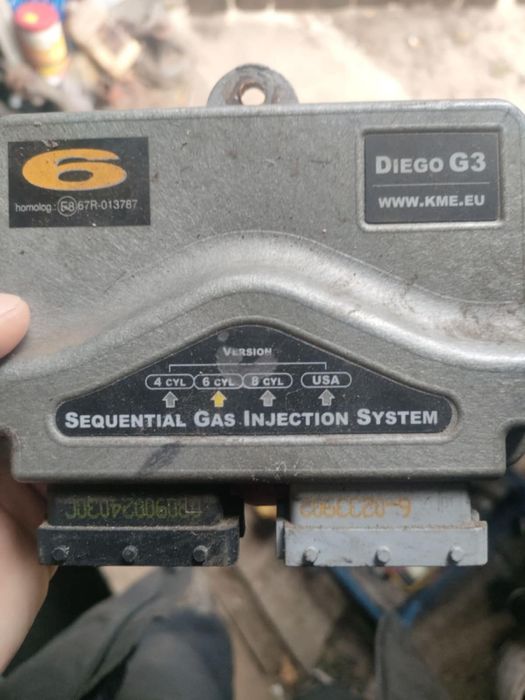 6
homolog.: E8 67R-013787
DIEGO G3
WWW.KME.EU
VERSION
4 CYL 6 CYL 8 CYL USA
SEQUENTIAL GAS INJECTION SYSTEM